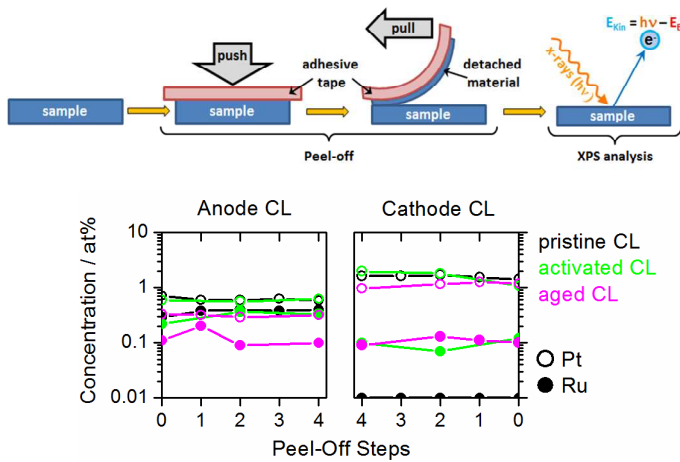 E_Kin = hν – E_B
push
pull
e⁻
adhesive
tape
detached
material
x-rays (hν)
sample
sample
sample
sample
Peel-off
XPS analysis
Anode CL
Cathode CL
Concentration / at%
10
1
0.1
0.01
pristine CL
activated CL
aged CL
Pt
Ru
0 1 2 3 4
4 3 2 1 0
Peel-Off Steps